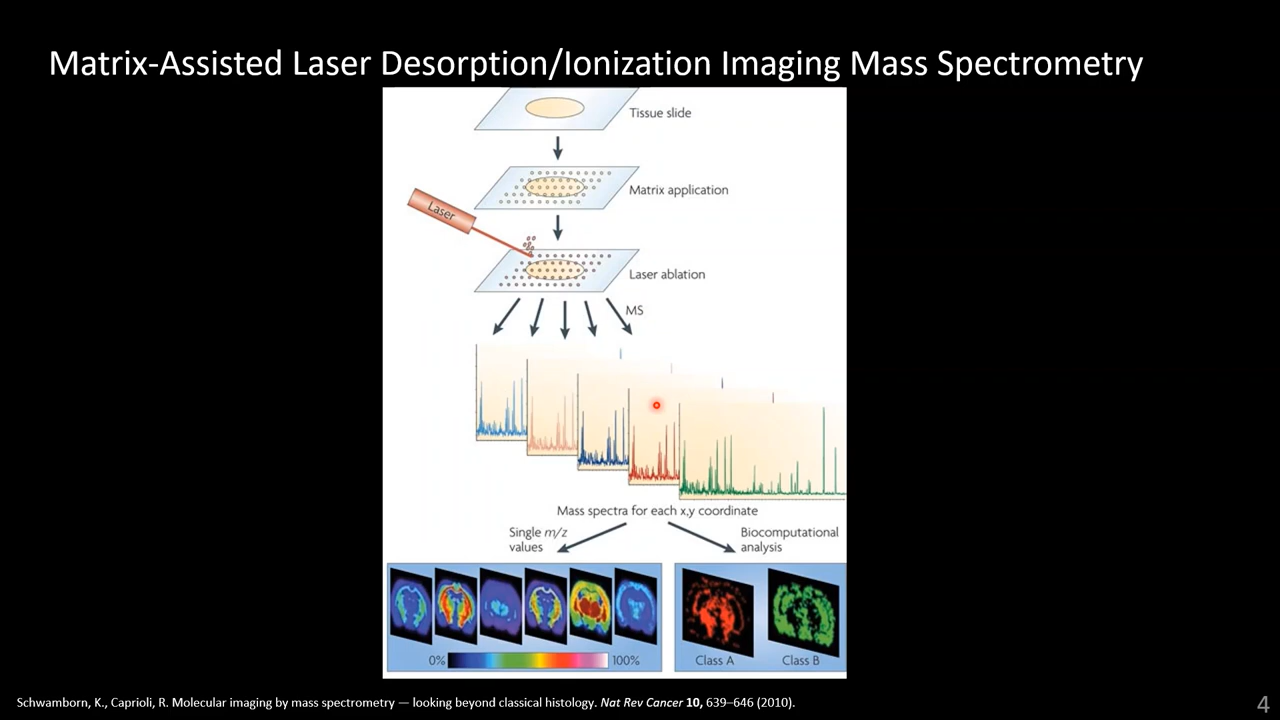 Matrix-Assisted Laser Desorption/Ionization Imaging Mass Spectrometry
Tissue slide
Matrix application
Laser
Laser ablation
MS
Mass spectra for each x,y coordinate
Single m/z
values
Biocomputational
analysis
0%
100%
Class A
Class B
Schwamborn, K., Caprioli, R. Molecular imaging by mass spectrometry — looking beyond classical histology. Nat Rev Cancer 10, 639–646 (2010).
4